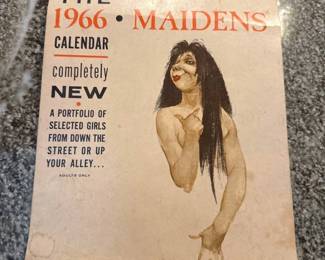 THE
1966 • MAIDENS
CALENDAR
completely
NEW
•
A PORTFOLIO OF
SELECTED GIRLS
FROM DOWN THE
STREET OR UP
YOUR ALLEY...
ADULTS ONLY